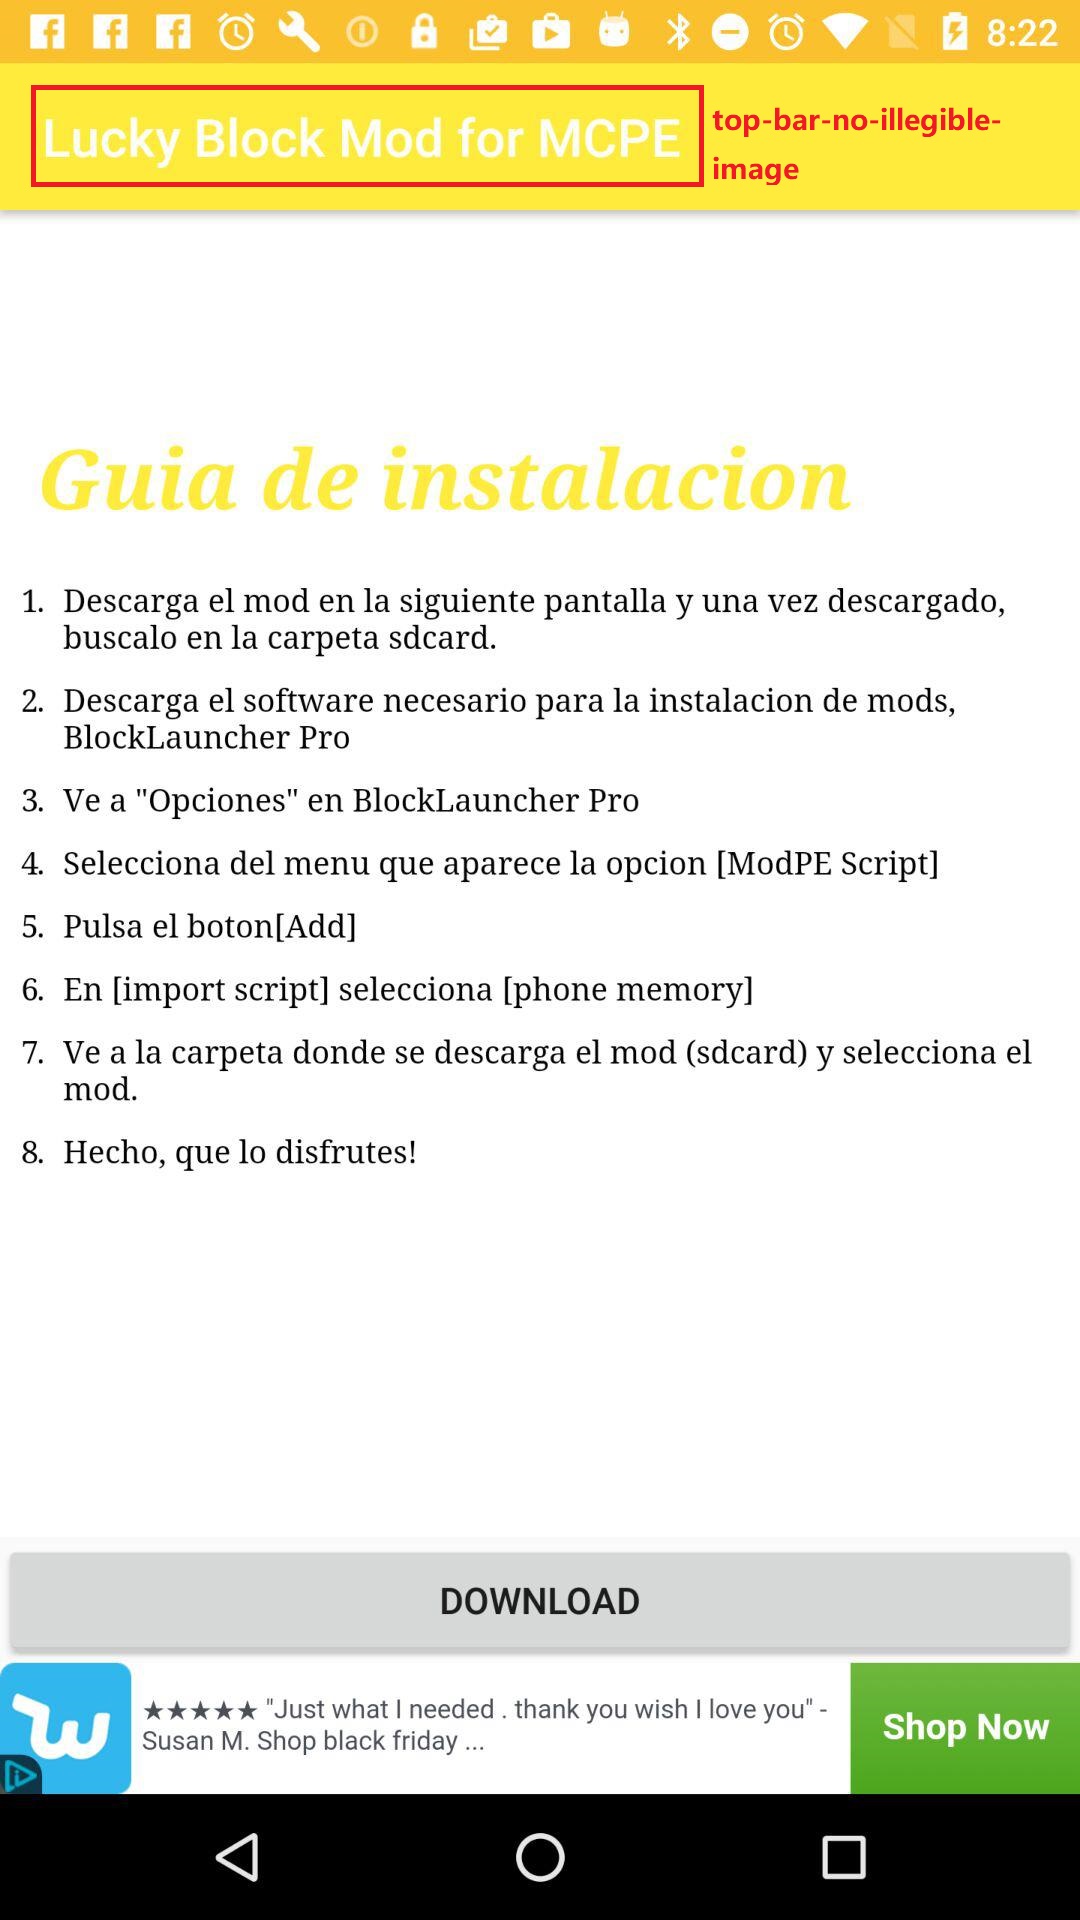 8:22
Lucky Block Mod for MCPE
top-bar-no-illegible-
image
Guia de instalacion
1. Descarga el mod en la siguiente pantalla y una vez descargado,
buscalo en la carpeta sdcard.
2. Descarga el software necesario para la instalacion de mods,
BlockLauncher Pro
3. Ve a "Opciones" en BlockLauncher Pro
4. Selecciona del menu que aparece la opcion [ModPE Script]
5. Pulsa el boton[Add]
6. En [import script] selecciona [phone memory]
7. Ve a la carpeta donde se descarga el mod (sdcard) y selecciona el
mod.
8. Hecho, que lo disfrutes!
DOWNLOAD
★★★★★ "Just what I needed . thank you wish I love you" -
Susan M. Shop black friday ...
Shop Now